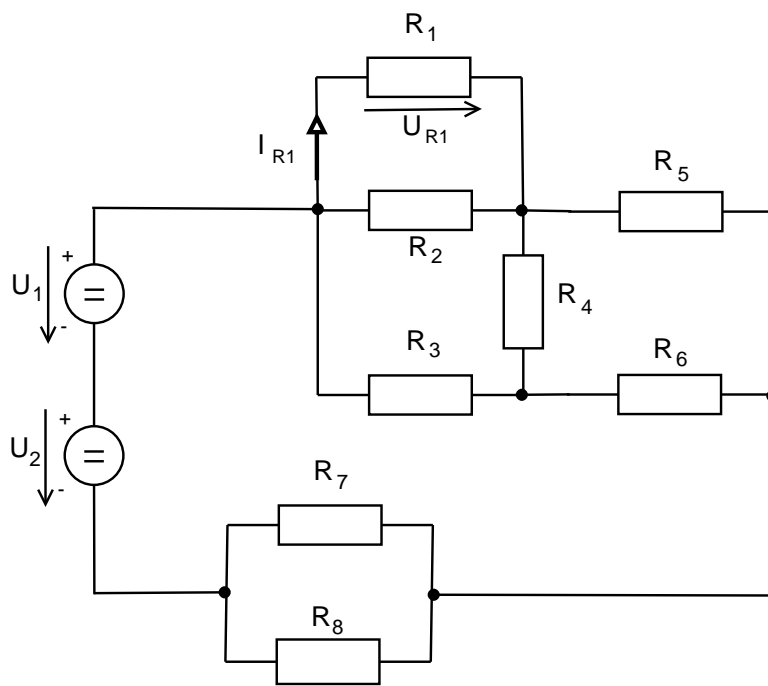 R1
UR1
IR1
R5
R2
+
U1
=
-
R4
R3
R6
+
U2
=
-
R7
R8